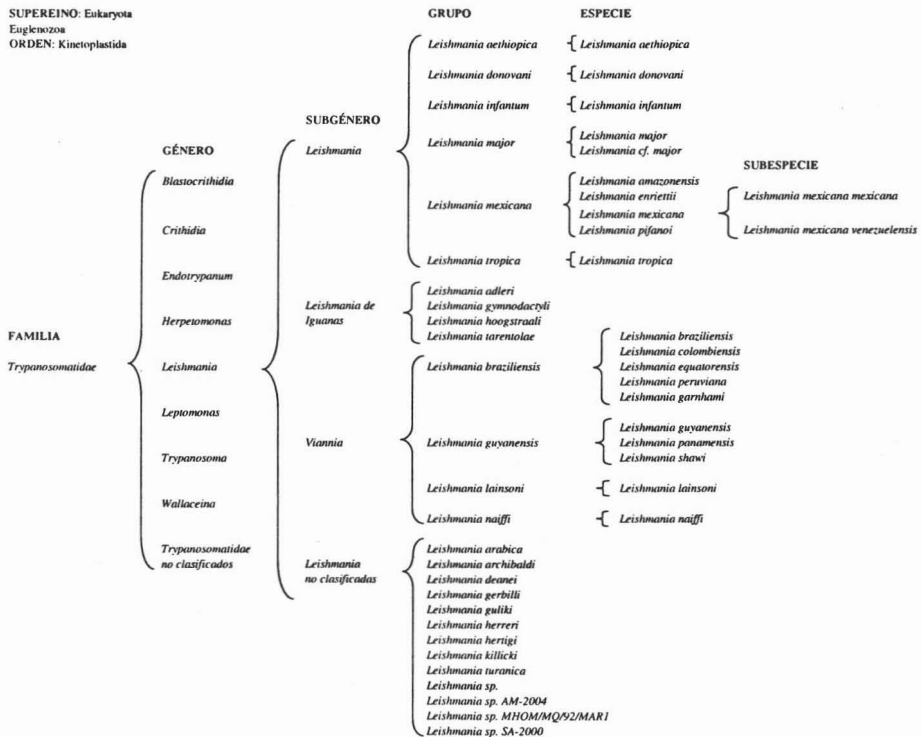 SUPEREINO: Eukaryota
Euglenozoa
ORDEN: Kinetoplastida
FAMILIA
Trypanosomatidae
GÉNERO
Blastocrithidia
Crithidia
Endotrypanum
Herpetomonas
Leishmania
Leptomonas
Trypanosoma
Wallaceina
Trypanosomatidae
no clasificados
SUBGÉNERO
Leishmania
Leishmania de
Iguanas
Viannia
Leishmania
no clasificadas
GRUPO
Leishmania aethiopica
Leishmania donovani
Leishmania infantum
Leishmania major
Leishmania mexicana
Leishmania tropica
Leishmania adleri
Leishmania gymnodactyli
Leishmania hoogstraali
Leishmania tarentolae
Leishmania braziliensis
Leishmania guyanensis
Leishmania lainsoni
Leishmania naiffi
Leishmania arabica
Leishmania archibaldi
Leishmania deanei
Leishmania gerbilli
Leishmania guliki
Leishmania herreri
Leishmania hertigi
Leishmania killicki
Leishmania turanica
Leishmania sp.
Leishmania sp. AM-2004
Leishmania sp. MHOM/MQ/92/MAR1
Leishmania sp. SA-2000
ESPECIE
Leishmania aethiopica
Leishmania donovani
Leishmania infantum
Leishmania major
Leishmania cf. major
Leishmania amazonensis
Leishmania enriettii
Leishmania mexicana
Leishmania pifanoi
Leishmania tropica
Leishmania braziliensis
Leishmania colombiensis
Leishmania equatorensis
Leishmania peruviana
Leishmania garnhami
Leishmania guyanensis
Leishmania panamensis
Leishmania shawi
Leishmania lainsoni
Leishmania naiffi
SUBESPECIE
Leishmania mexicana mexicana
Leishmania mexicana venezuelensis